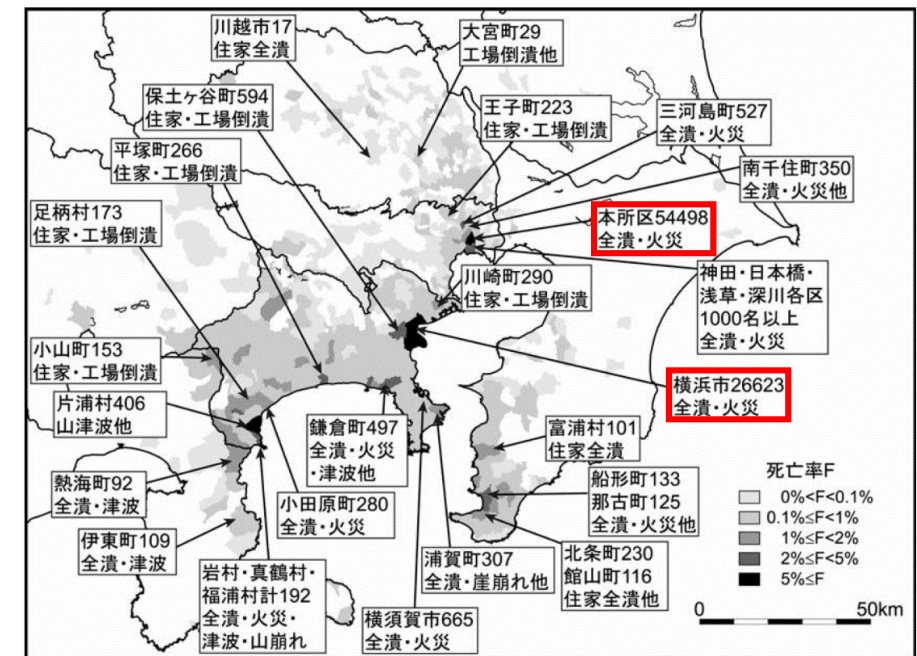 川越市17
住家全潰
大宮町29
工場倒潰他
保土ヶ谷町594
住家・工場倒潰
王子町223
住家・工場倒潰
三河島町527
全潰・火災
平塚町266
住家・工場倒潰
南千住町350
全潰・火災他
足柄村173
住家・工場倒潰
本所区54498
全潰・火災
川崎町290
住家・工場倒潰
神田・日本橋・
浅草・深川各区
1000名以上
全潰・火災
小山町153
住家・工場倒潰
横浜市26623
全潰・火災
片浦村406
山津波他
鎌倉町497
全潰・火災
・津波他
富浦村101
住家全潰
熱海町92
全潰・津波
小田原町280
全潰・火災
船形町133
那古町125
全潰・火災他
伊東町109
全潰・津波
岩村・真鶴村・
福浦村計192
全潰・火災・
津波・山崩れ
横須賀市665
全潰・火災
浦賀町307
全潰・崖崩れ他
北条町230
館山町116
住家全潰他
死亡率F
0%<F<0.1%
0.1%≤F<1%
1%≤F<2%
2%≤F<5%
5%≤F
0 50km